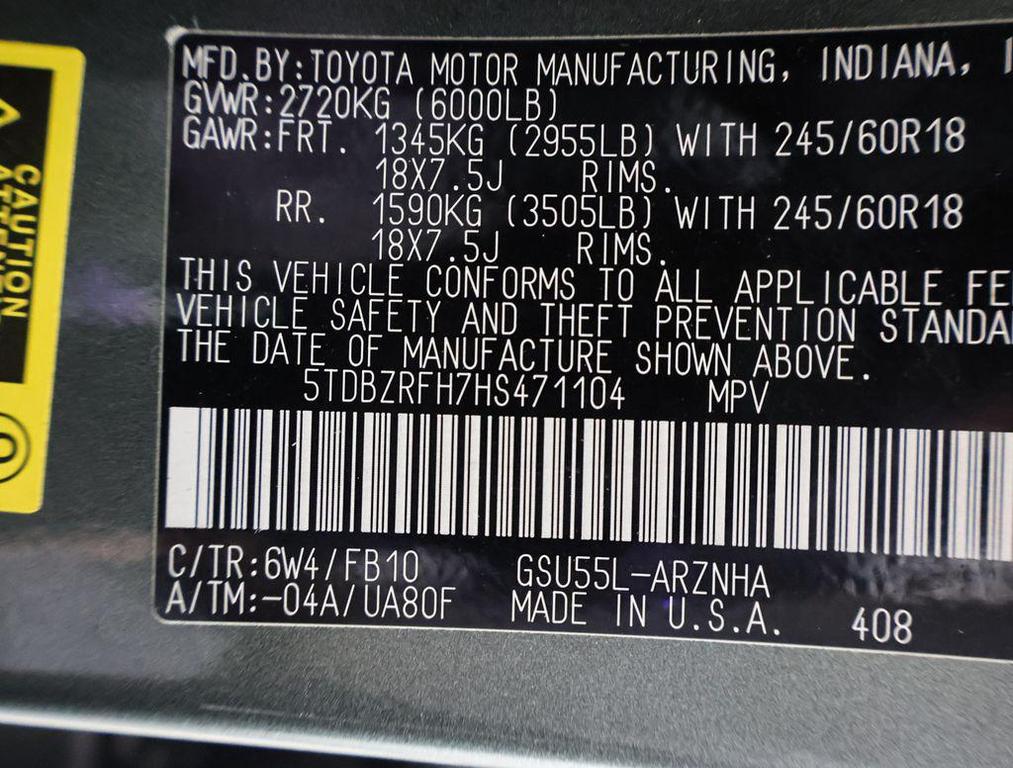 MFD.BY:TOYOTA MOTOR MANUFACTURING, INDIANA,
GVWR:2720KG (6000LB)
GAWR:FRT. 1345KG (2955LB) WITH 245/60R18
18X7.5J RIMS.
RR. 1590KG (3505LB) WITH 245/60R18
18X7.5J RIMS.
THIS VEHICLE CONFORMS TO ALL APPLICABLE FE
VEHICLE SAFETY AND THEFT PREVENTION STANDA
THE DATE OF MANUFACTURE SHOWN ABOVE.
5TDBZRFH7HS471104 MPV
C/TR:6W4/FB10 GSU55L-ARZNHA
A/TM:-04A/UA80F MADE IN U.S.A. 408
CAUTION